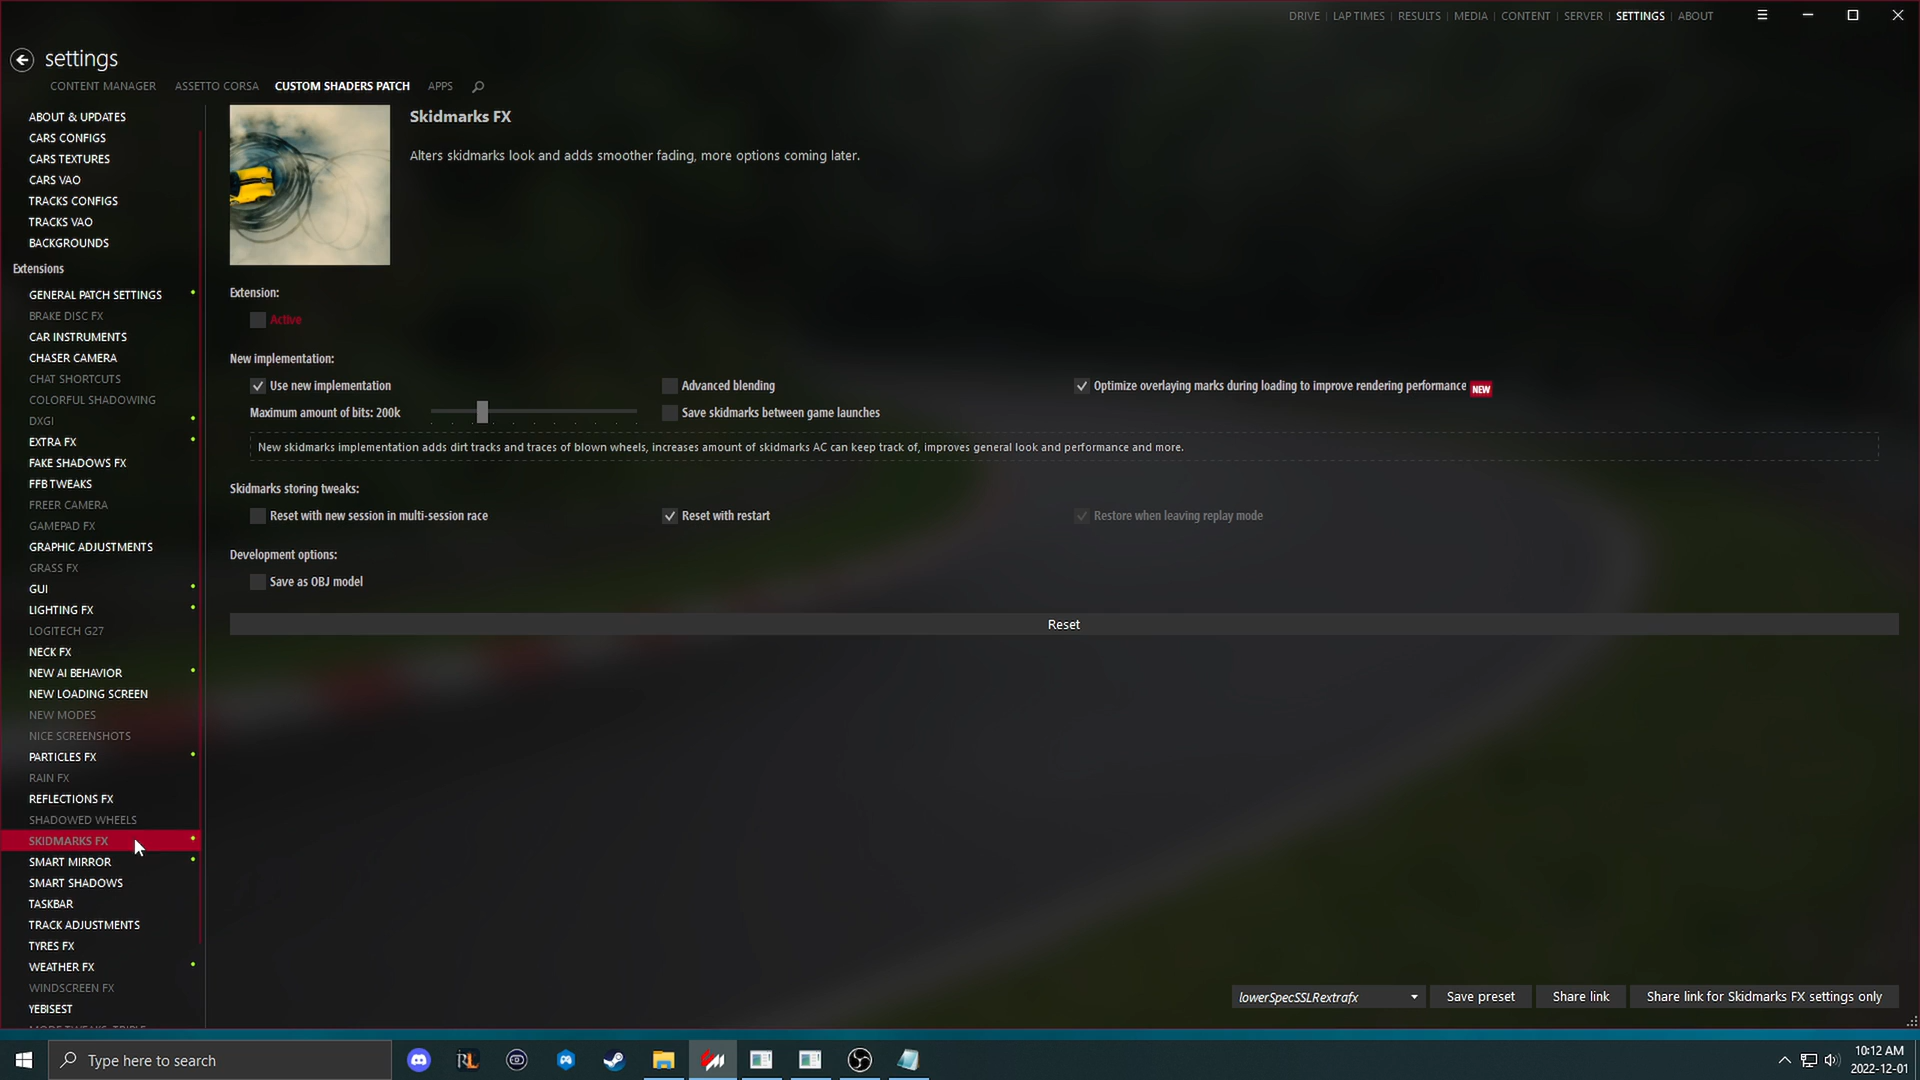 DRIVE | LAP TIMES | RESULTS | MEDIA | CONTENT | SERVER | SETTINGS | ABOUT
settings
CONTENT MANAGER ASSETTO CORSA CUSTOM SHADERS PATCH APPS
ABOUT & UPDATES
CARS CONFIGS
CARS TEXTURES
CARS VAO
TRACKS CONFIGS
TRACKS VAO
BACKGROUNDS
Extensions
GENERAL PATCH SETTINGS
BRAKE DISC FX
CAR INSTRUMENTS
CHASER CAMERA
CHAT SHORTCUTS
COLORFUL SHADOWING
DXGI
EXTRA FX
FAKE SHADOWS FX
FFB TWEAKS
FREER CAMERA
GAMEPAD FX
GRAPHIC ADJUSTMENTS
GRASS FX
GUI
LIGHTING FX
LOGITECH G27
NECK FX
NEW AI BEHAVIOR
NEW LOADING SCREEN
NEW MODES
NICE SCREENSHOTS
PARTICLES FX
RAIN FX
REFLECTIONS FX
SHADOWED WHEELS
SKIDMARKS FX
SMART MIRROR
SMART SHADOWS
TASKBAR
TRACK ADJUSTMENTS
TYRES FX
WEATHER FX
WINDSCREEN FX
YEBISEST
Skidmarks FX
Alters skidmarks look and adds smoother fading, more options coming later.
Extension:
Active
New implementation:
Use new implementation Advanced blending Optimize overlaying marks during loading to improve rendering performance NEW
Maximum amount of bits: 200k Save skidmarks between game launches
New skidmarks implementation adds dirt tracks and traces of blown wheels, increases amount of skidmarks AC can keep track of, improves general look and performance and more.
Skidmarks storing tweaks:
Reset with new session in multi-session race Reset with restart Restore when leaving replay mode
Development options:
Save as OBJ model
Reset
lowerSpecSSLRextrafx Save preset Share link Share link for Skidmarks FX settings only
Type here to search
10:12 AM
2022-12-01